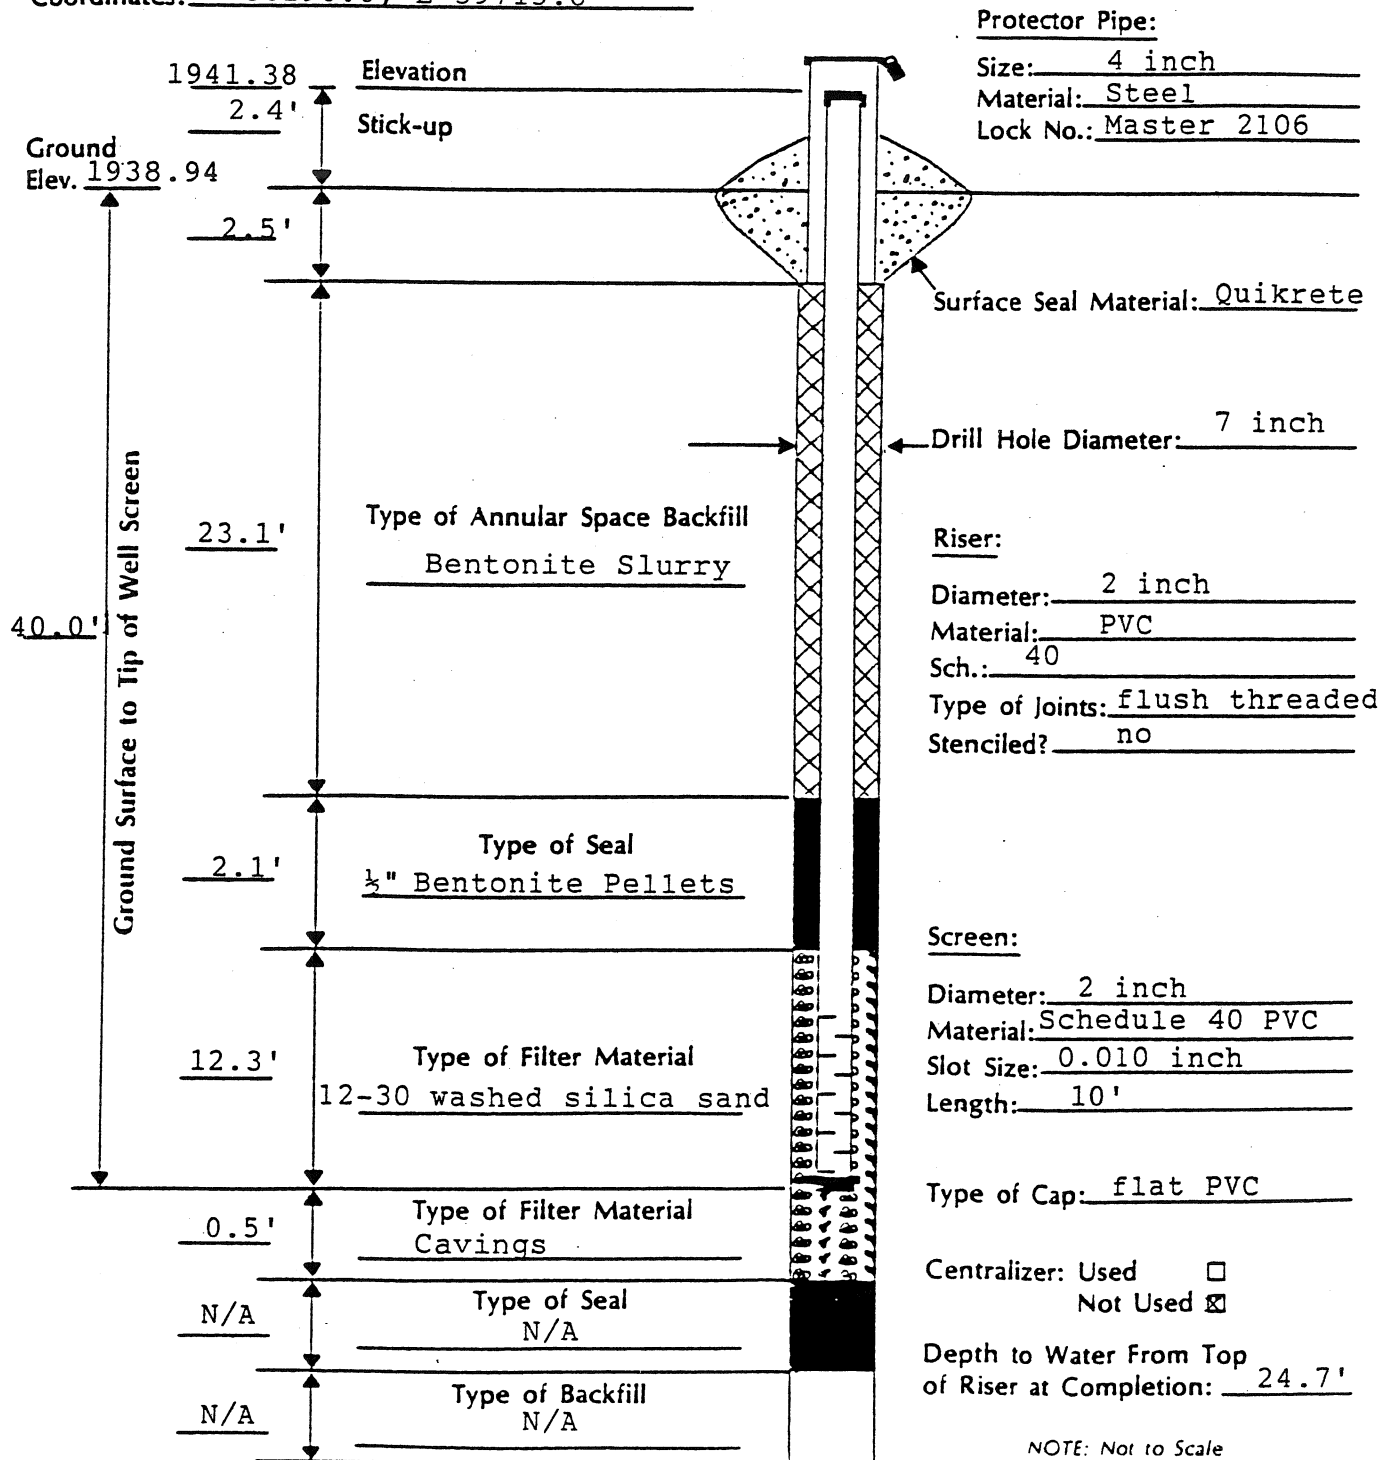 Coordinates:
Protector Pipe:
Size: 4 inch
Material: Steel
Lock No.: Master 2106
1941.38 Elevation
2.4' Stick-up
Ground
Elev. 1938.94
2.5'
Surface Seal Material: Quikrete
Drill Hole Diameter: 7 inch
23.1'
Type of Annular Space Backfill
Bentonite Slurry
Ground Surface to Tip of Well Screen
40.0'
Riser:
Diameter: 2 inch
Material: PVC
Sch.: 40
Type of Joints: flush threaded
Stenciled? no
2.1'
Type of Seal
" Bentonite Pellets
Screen:
Diameter: 2 inch
Material: Schedule 40 PVC
Slot Size: 0.010 inch
Length: 10'
12.3'
Type of Filter Material
12-30 washed silica sand
Type of Cap: flat PVC
0.5'
Type of Filter Material
Cavings
Centralizer: Used ☐
Not Used ☒
N/A
Type of Seal
N/A
Depth to Water From Top
of Riser at Completion: 24.7'
N/A
Type of Backfill
N/A
NOTE: Not to Scale